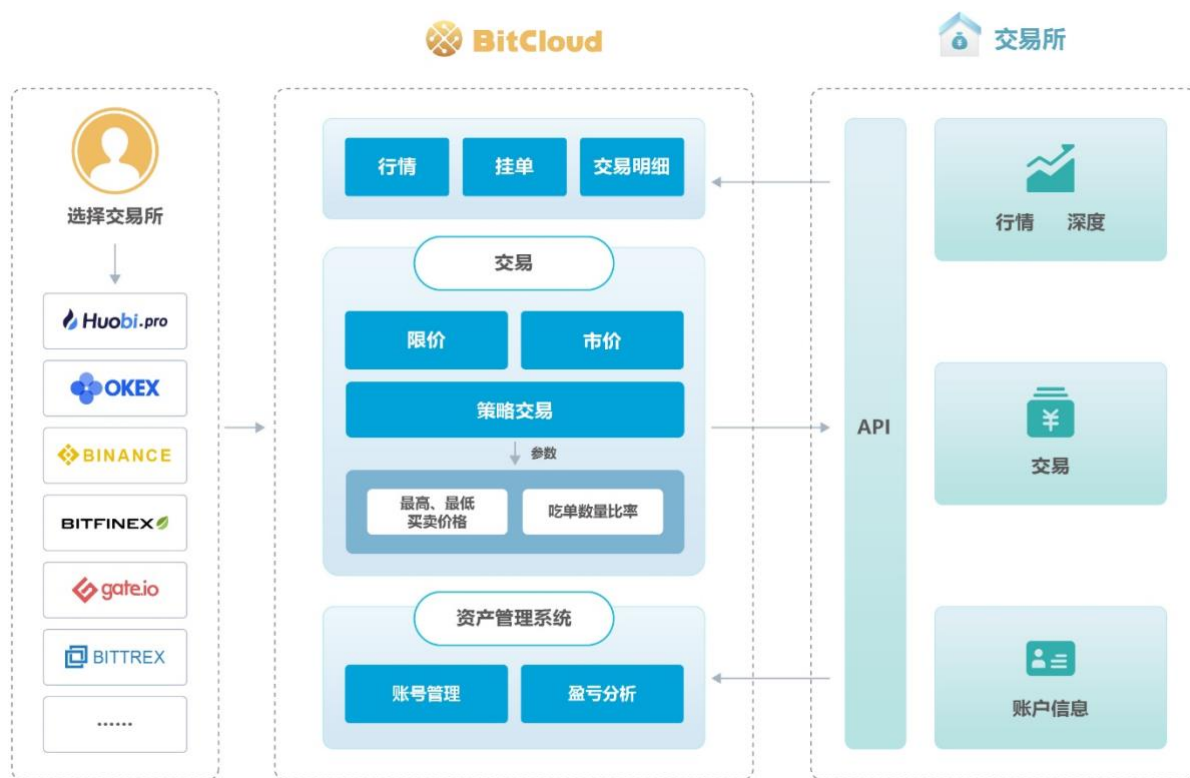 BitCloud
交易所
选择交易所
Huobi.pro
OKEX
BINANCE
BITFINEX
gate.io
BITTREX
......
行情
挂单
交易明细
交易
限价
市价
策略交易
参数
最高、最低
买卖价格
吃单数量比率
资产管理系统
账号管理
盈亏分析
API
行情 深度
交易
账户信息